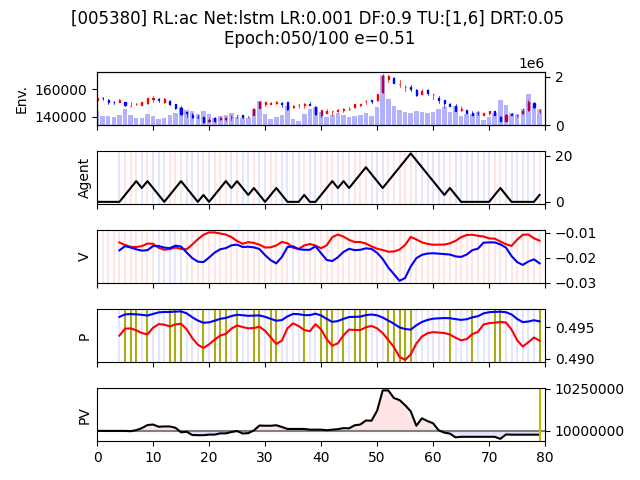 [005380] RL:ac Net:lstm LR:0.001 DF:0.9 TU:[1,6] DRT:0.05
Epoch:050/100 e=0.51
1e6
Env.
160000
140000
2
0
Agent
20
0
V
−0.01
−0.02
−0.03
P
0.495
0.490
PV
10250000
10000000
0 10 20 30 40 50 60 70 80